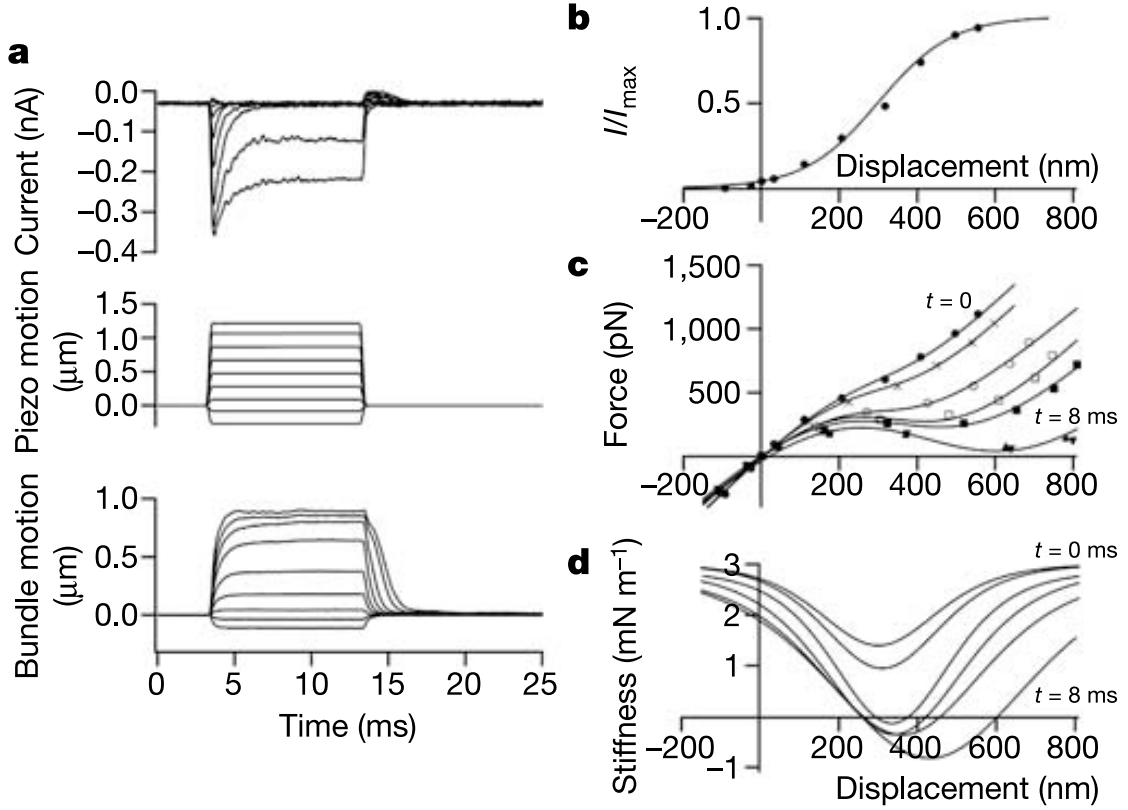 a
Current (nA)
0.0
−0.1
−0.2
−0.3
−0.4
Piezo motion
(μm)
1.5
1.0
0.5
0.0
Bundle motion
(μm)
1.0
0.5
0.0
0 5 10 15 20 25
Time (ms)
b
I/Imax
1.0
0.5
Displacement (nm)
−200 200 400 600 800
c
Force (pN)
1,500
1,000
500
t = 0
t = 8 ms
−200 200 400 600 800
d
Stiffness (mN m⁻¹)
3
2
1
−1
t = 0 ms
t = 8 ms
−200 200 400 600 800
Displacement (nm)